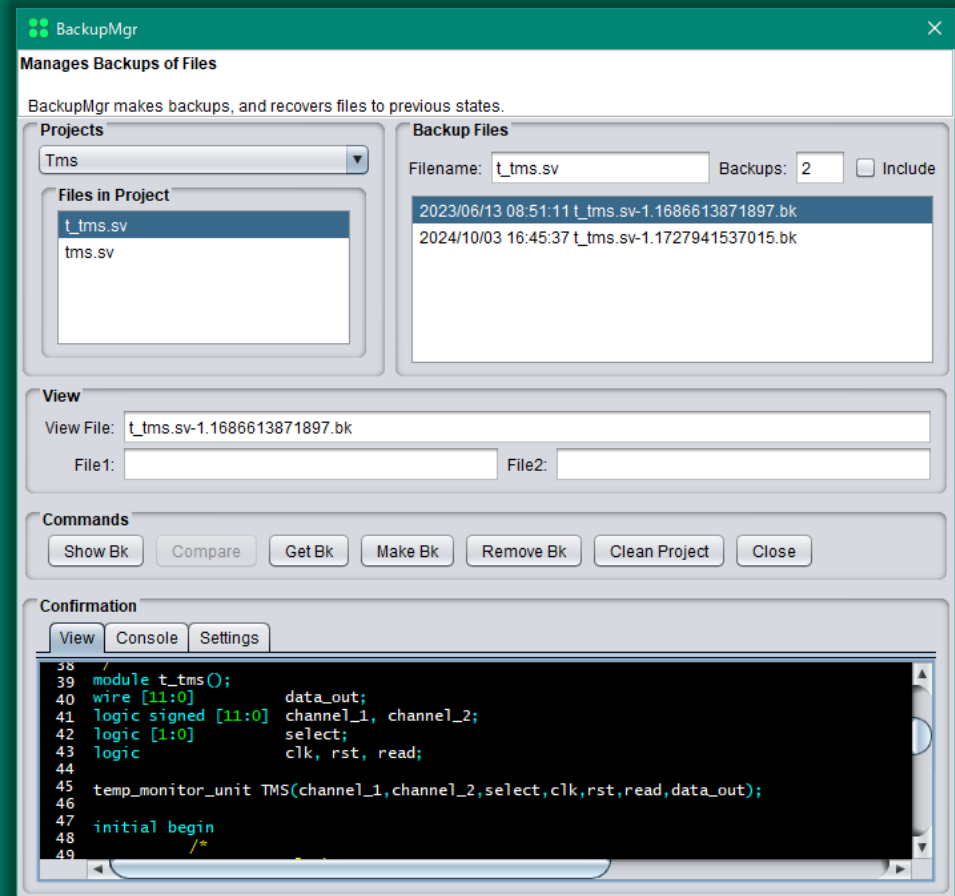 BackupMgr
Manages Backups of Files
BackupMgr makes backups, and recovers files to previous states.
Projects
Tms
Files in Project
t_tms.sv
tms.sv
Backup Files
Filename: t_tms.sv Backups: 2 Include
2023/06/13 08:51:11 t_tms.sv-1.1686613871897.bk
2024/10/03 16:45:37 t_tms.sv-1.1727941537015.bk
View
View File: t_tms.sv-1.1686613871897.bk
File1: File2:
Commands
Show Bk Compare Get Bk Make Bk Remove Bk Clean Project Close
Confirmation
View Console Settings
38 /
39 module t_tms();
40 wire [11:0] data_out;
41 logic signed [11:0] channel_1, channel_2;
42 logic [1:0] select;
43 logic clk, rst, read;
44
45 temp_monitor_unit TMS(channel_1,channel_2,select,clk,rst,read,data_out);
46
47 initial begin
48 /*
49